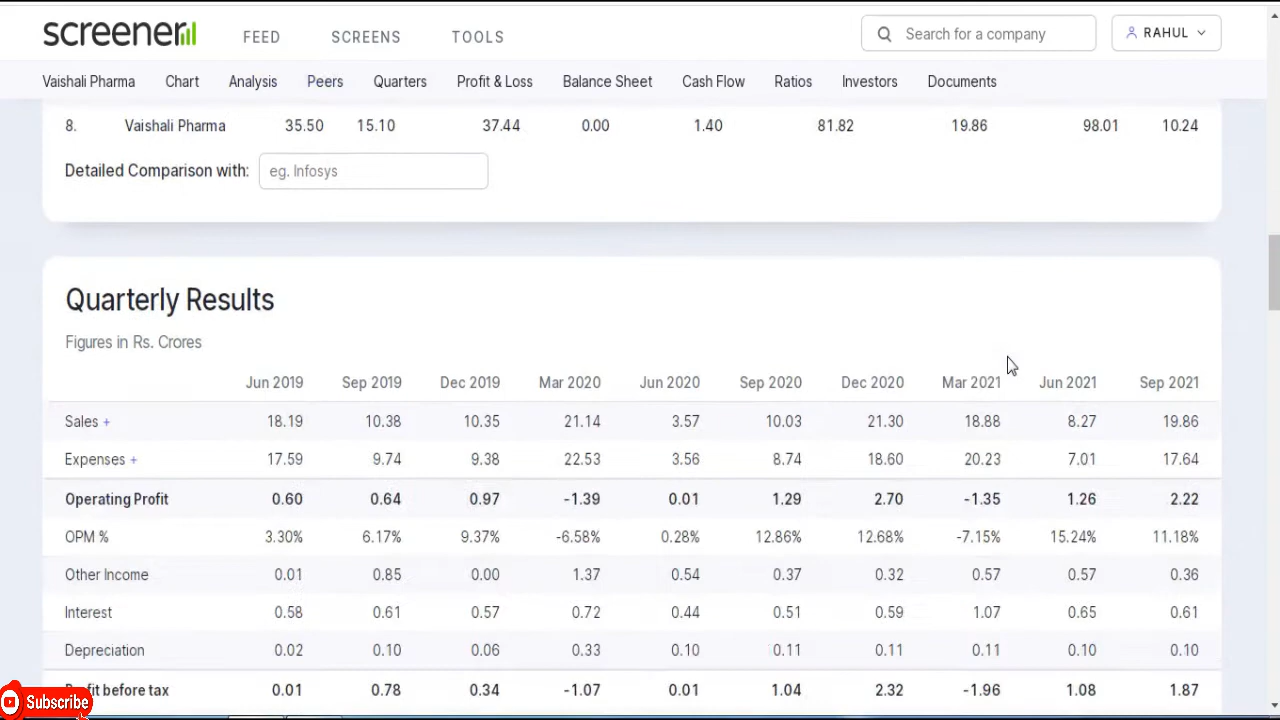 screener
FEED SCREENS TOOLS
Search for a company
RAHUL
Vaishali Pharma Chart Analysis Peers Quarters Profit & Loss Balance Sheet Cash Flow Ratios Investors Documents
8. Vaishali Pharma 35.50 15.10 37.44 0.00 1.40 81.82 19.86 98.01 10.24
Detailed Comparison with: eg. Infosys
Quarterly Results
Figures in Rs. Crores
Jun 2019 Sep 2019 Dec 2019 Mar 2020 Jun 2020 Sep 2020 Dec 2020 Mar 2021 Jun 2021 Sep 2021
Sales + 18.19 10.38 10.35 21.14 3.57 10.03 21.30 18.88 8.27 19.86
Expenses + 17.59 9.74 9.38 22.53 3.56 8.74 18.60 20.23 7.01 17.64
Operating Profit 0.60 0.64 0.97 -1.39 0.01 1.29 2.70 -1.35 1.26 2.22
OPM % 3.30% 6.17% 9.37% -6.58% 0.28% 12.86% 12.68% -7.15% 15.24% 11.18%
Other Income 0.01 0.85 0.00 1.37 0.54 0.37 0.32 0.57 0.57 0.36
Interest 0.58 0.61 0.57 0.72 0.44 0.51 0.59 1.07 0.65 0.61
Depreciation 0.02 0.10 0.06 0.33 0.10 0.11 0.11 0.11 0.10 0.10
Profit before tax 0.01 0.78 0.34 -1.07 0.01 1.04 2.32 -1.96 1.08 1.87
Subscribe